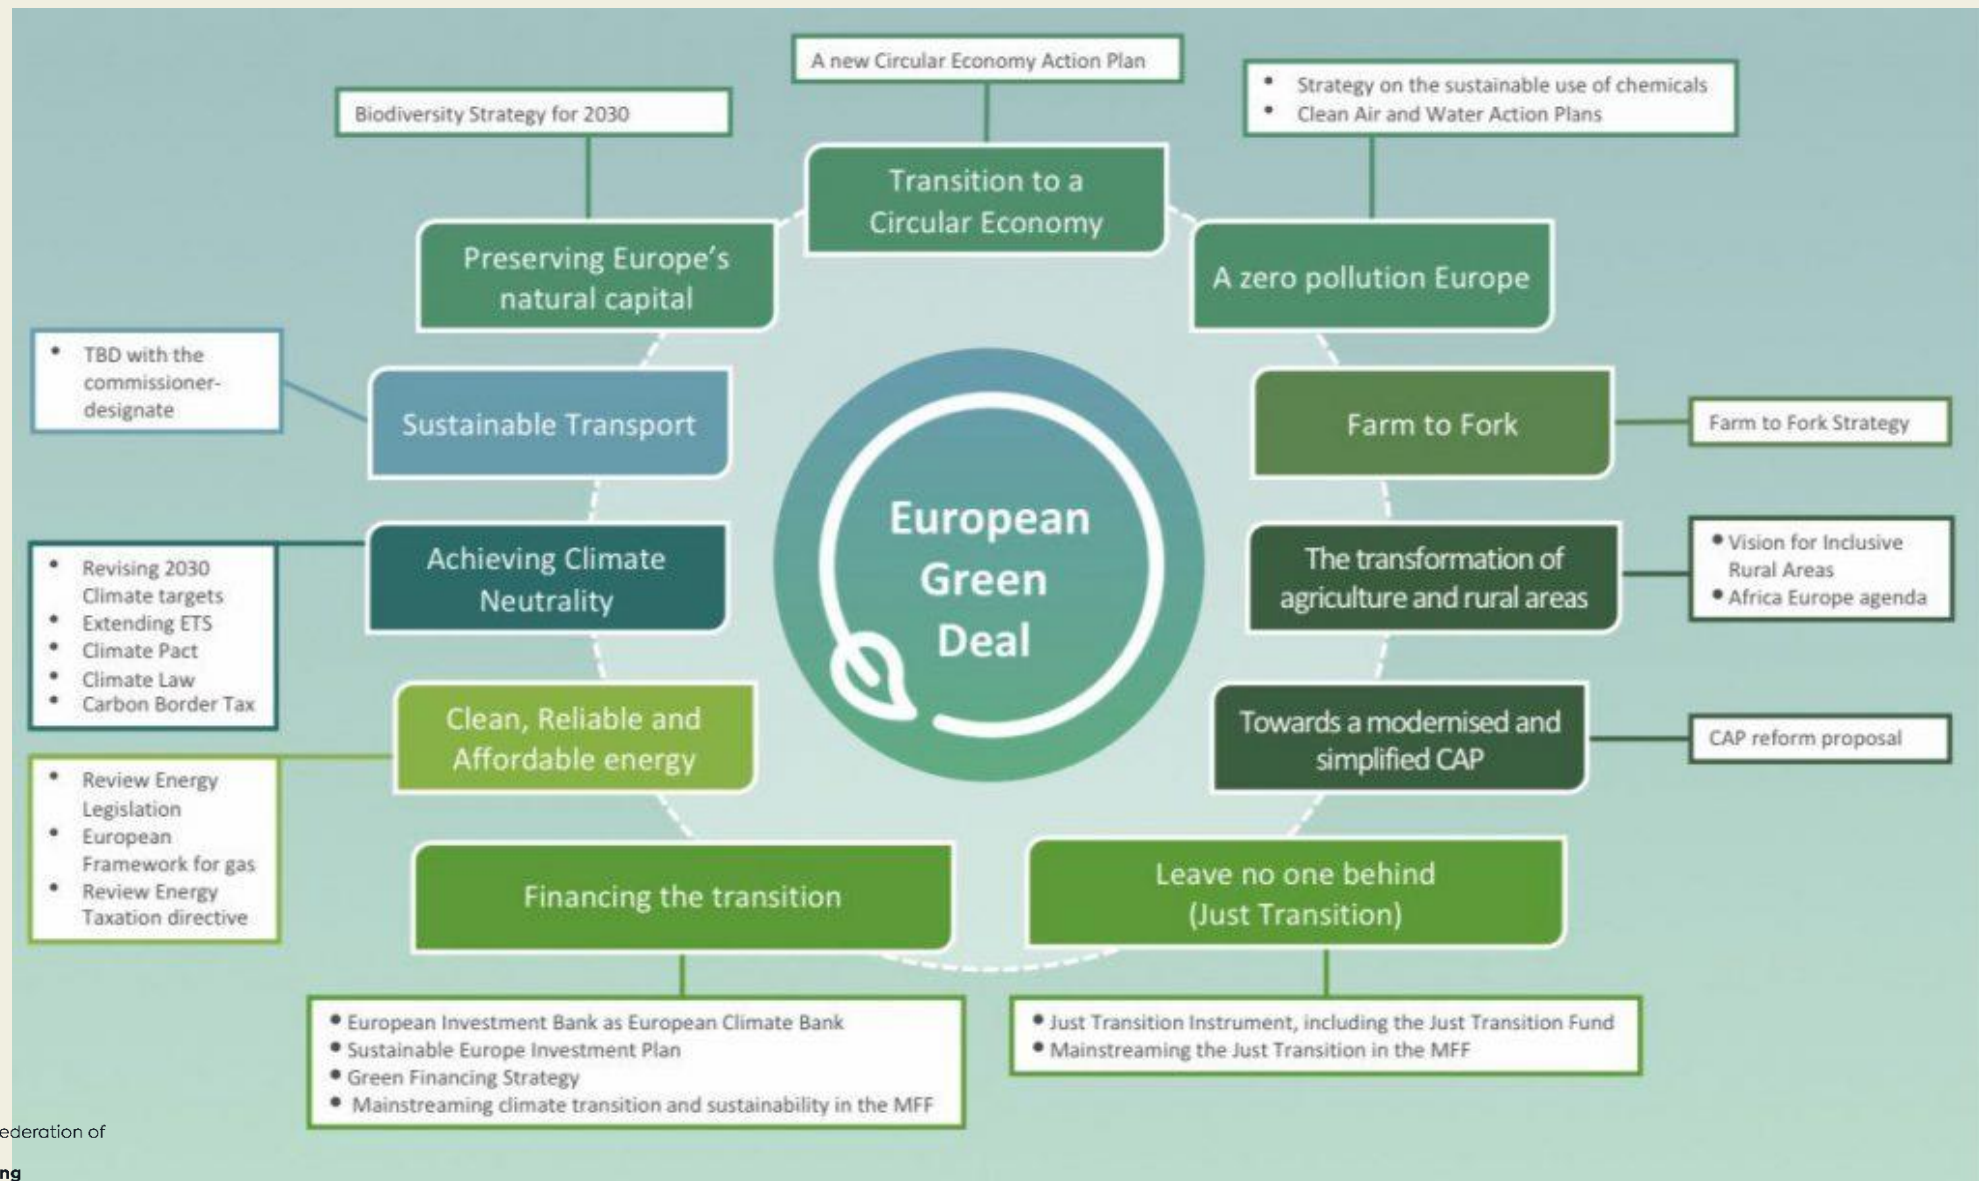 A new Circular Economy Action Plan
Biodiversity Strategy for 2030
• Strategy on the sustainable use of chemicals
• Clean Air and Water Action Plans
Transition to a
Circular Economy
Preserving Europe's
natural capital
A zero pollution Europe
• TBD with the
commissioner-
designate
Sustainable Transport
Farm to Fork
Farm to Fork Strategy
European
Green
Deal
• Revising 2030
Climate targets
• Extending ETS
• Climate Pact
• Climate Law
• Carbon Border Tax
Achieving Climate
Neutrality
The transformation of
agriculture and rural areas
• Vision for Inclusive
Rural Areas
• Africa Europe agenda
• Review Energy
Legislation
• European
Framework for gas
• Review Energy
Taxation directive
Clean, Reliable and
Affordable energy
Towards a modernised and
simplified CAP
CAP reform proposal
Financing the transition
Leave no one behind
(Just Transition)
• European Investment Bank as European Climate Bank
• Sustainable Europe Investment Plan
• Green Financing Strategy
• Mainstreaming climate transition and sustainability in the MFF
• Just Transition Instrument, including the Just Transition Fund
• Mainstreaming the Just Transition in the MFF
ederation of
ng